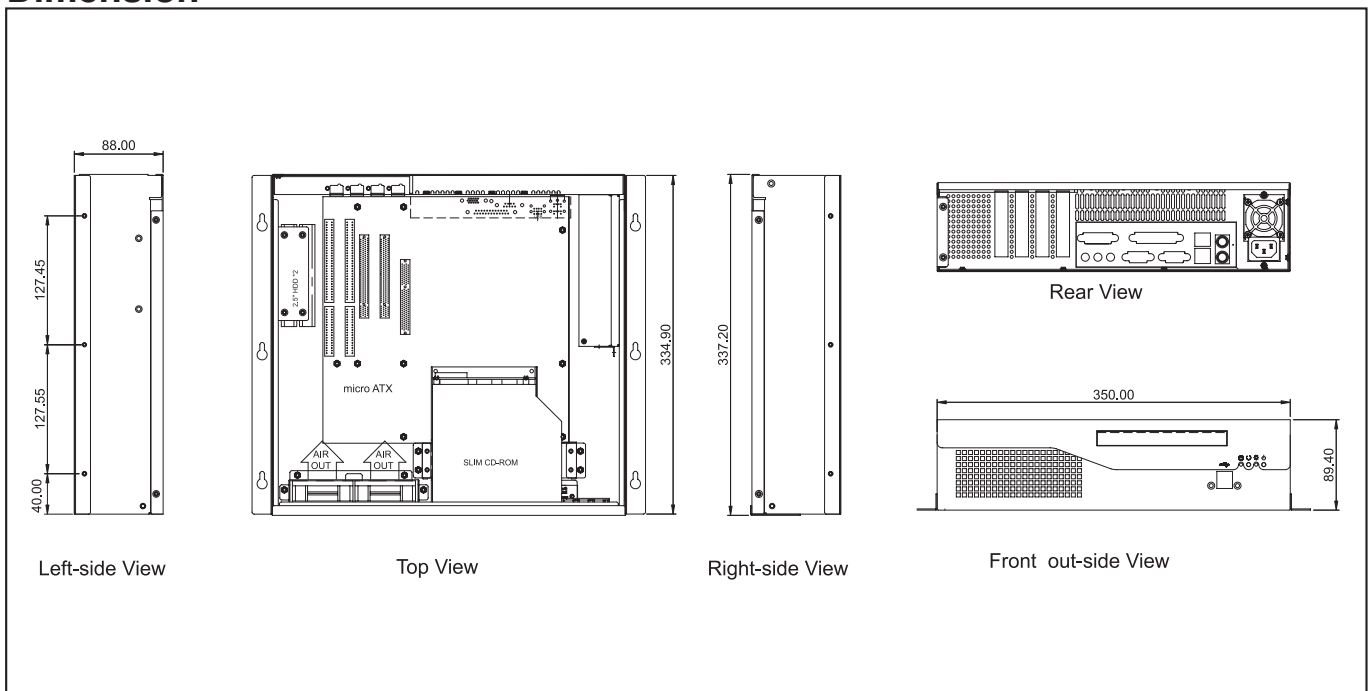 Dimension
88.00
127.45
127.55
40.00
Left-side View
2.5" HDD *2
micro ATX
AIR
OUT
AIR
OUT
SLIM CD-ROM
334.90
Top View
337.20
Right-side View
Rear View
350.00
89.40
Front out-side View